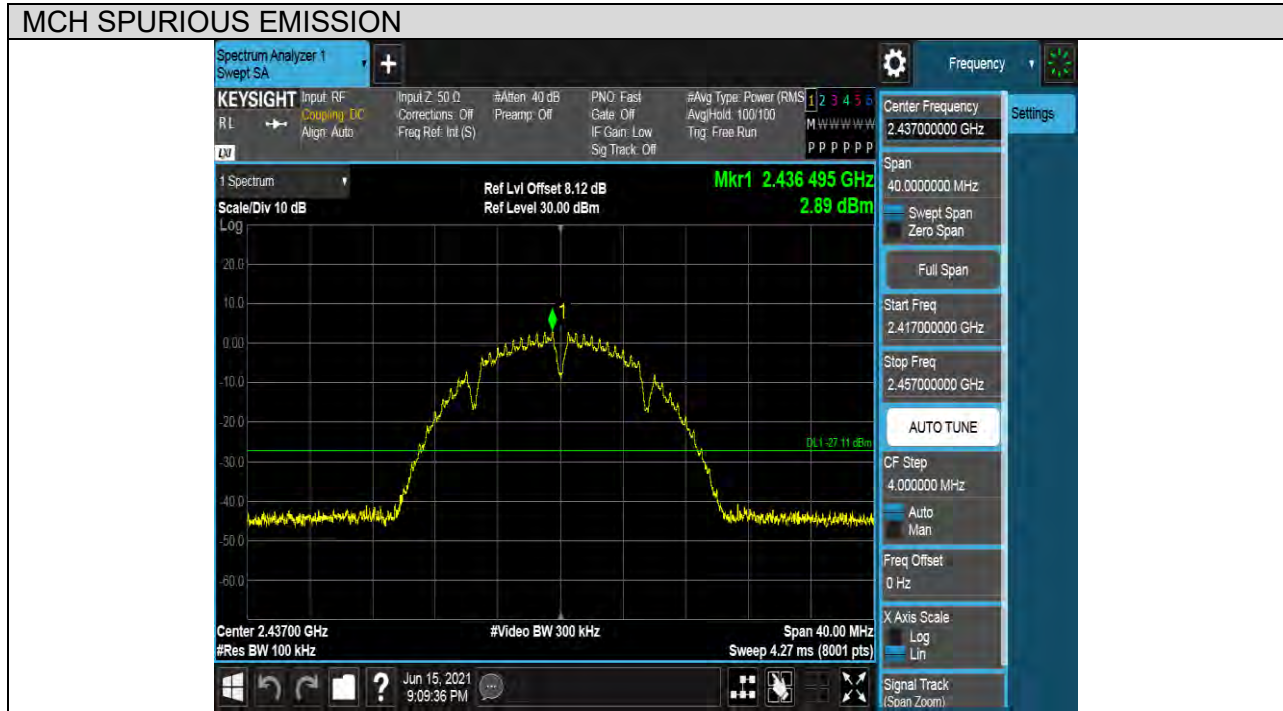 MCH SPURIOUS EMISSION
Spectrum Analyzer 1
Swept SA
+
Frequency
KEYSIGHT
RL
LXI
Input: RF
Coupling: DC
Align: Auto
Input Z: 50 Ω
Corrections: Off
Freq Ref: Int (S)
#Atten: 40 dB
Preamp: Off
PNO: Fast
Gate: Off
IF Gain: Low
Sig Track: Off
#Avg Type: Power (RMS
Avg|Hold: 100/100
Trig: Free Run
1 2 3 4 5 6
M W W W W W
P P P P P P
Center Frequency
2.437000000 GHz
Settings
Span
40.0000000 MHz
Swept Span
Zero Span
Full Span
Start Freq
2.417000000 GHz
Stop Freq
2.457000000 GHz
AUTO TUNE
CF Step
4.000000 MHz
Auto
Man
Freq Offset
0 Hz
X Axis Scale
Log
Lin
Signal Track
(Span Zoom)
1 Spectrum
Scale/Div 10 dB
Ref Lvl Offset 8.12 dB
Ref Level 30.00 dBm
Mkr1 2.436 495 GHz
2.89 dBm
Log
20.0
10.0
1
0.00
-10.0
-20.0
DL1 -27.11 dBm
-30.0
-40.0
-50.0
-60.0
Center 2.43700 GHz
#Video BW 300 kHz
Span 40.00 MHz
#Res BW 100 kHz
Sweep 4.27 ms (8001 pts)
?
Jun 15, 2021
9:09:36 PM